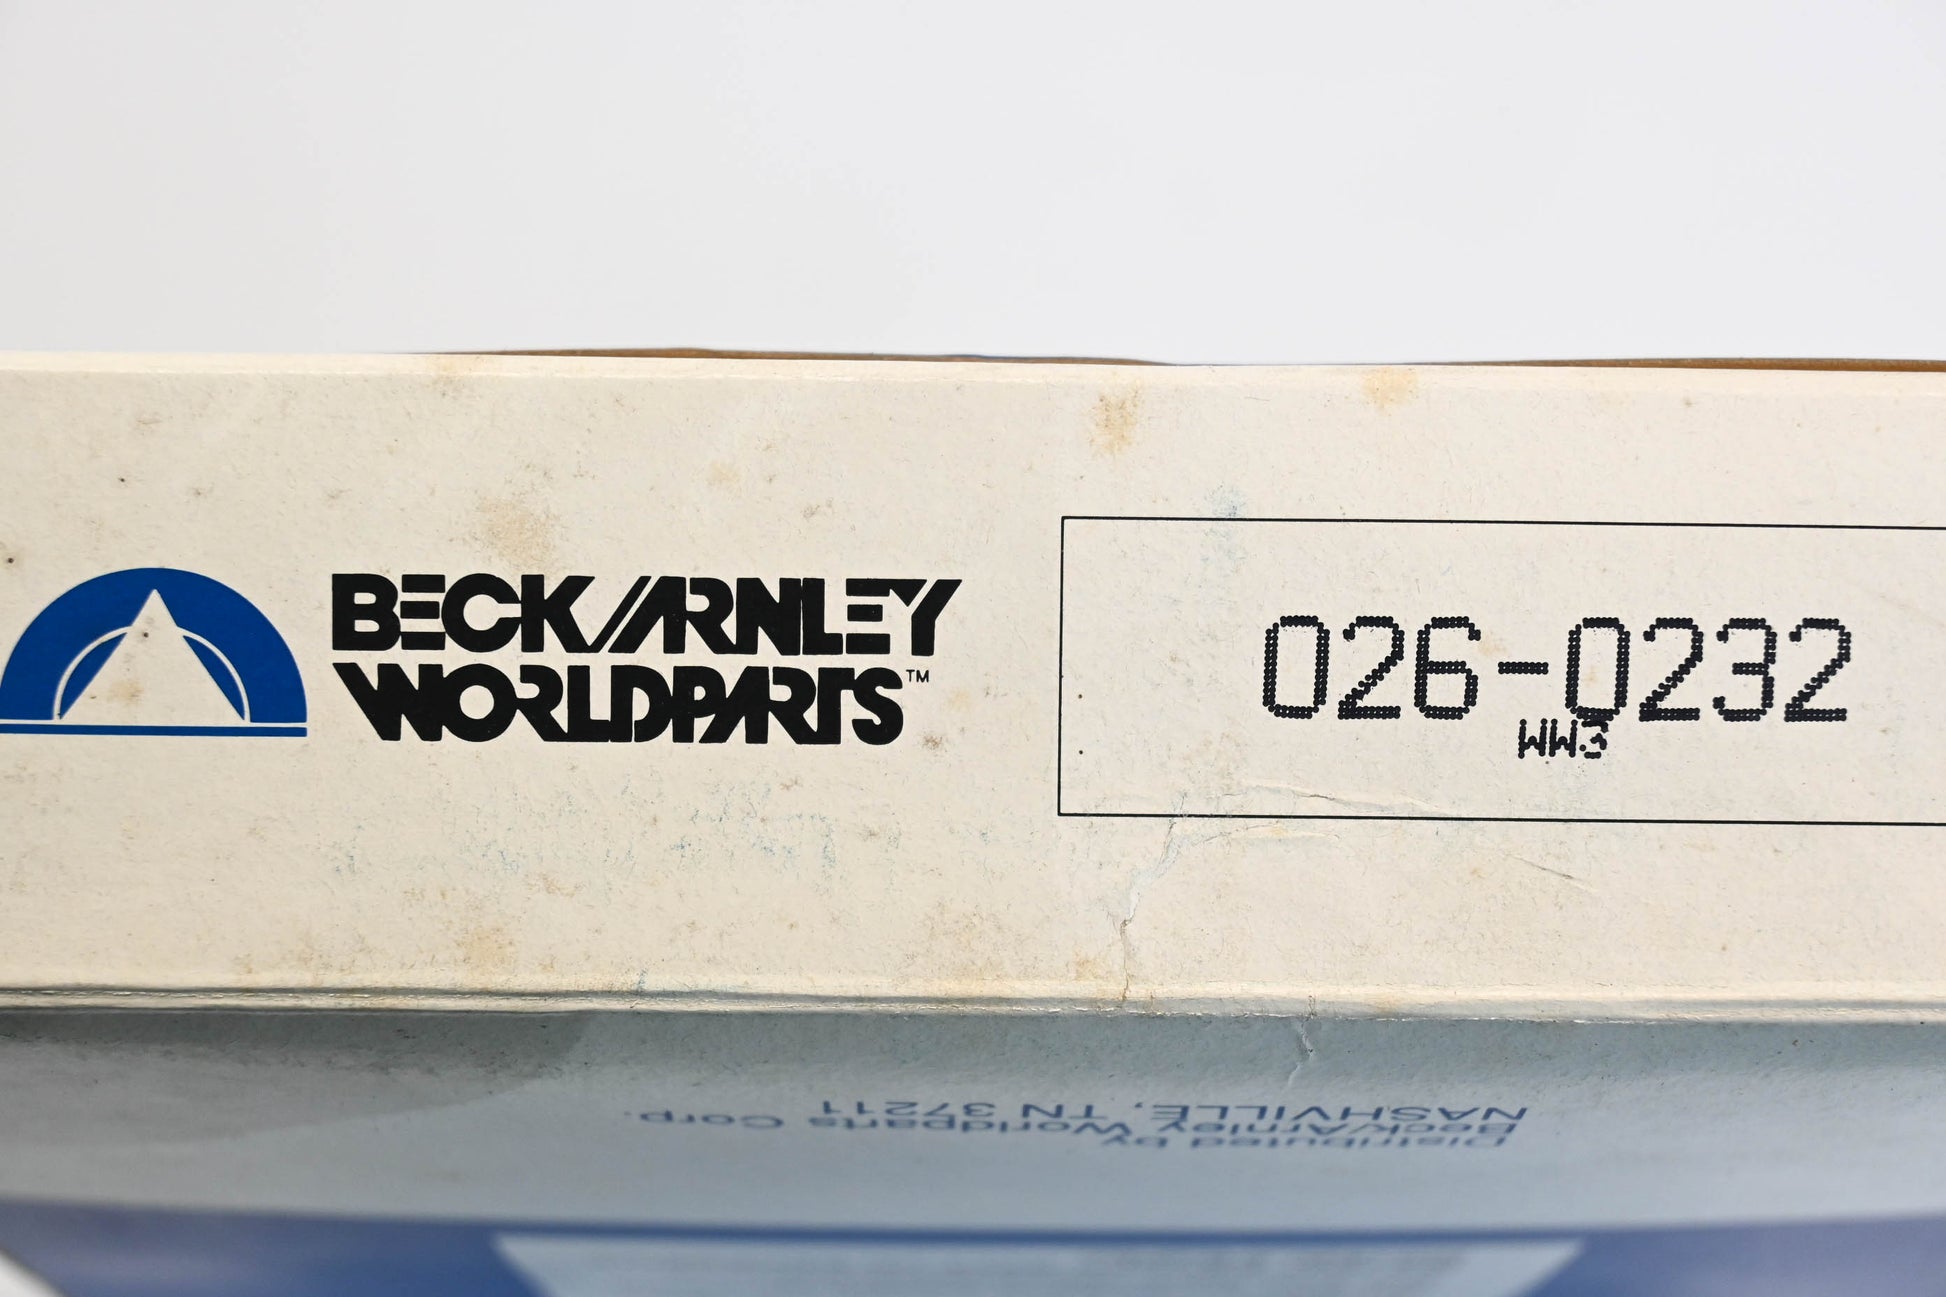 BECK/ARNLEY
WORLDPARTS™
026-0232
WW3
Distributed by
Beck/Arnley Worldparts Corp.
NASHVILLE, TN 37211